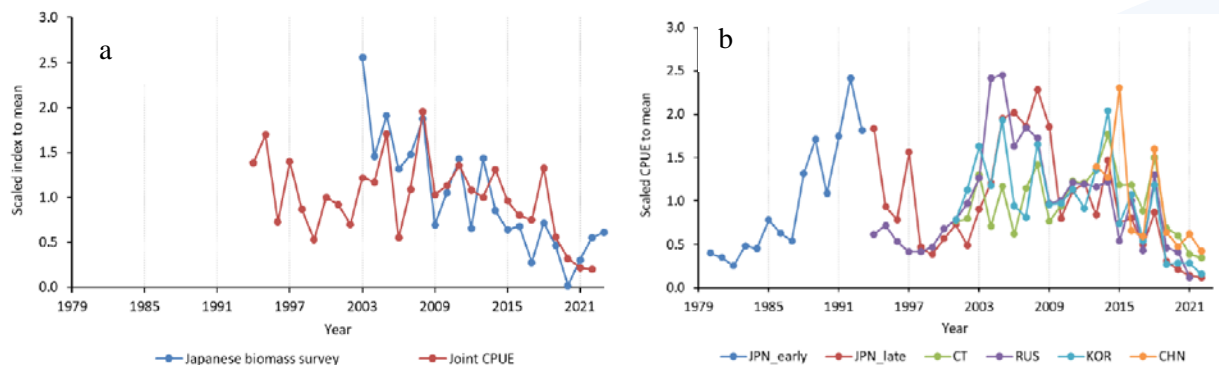 a
3.0
2.5
2.0
1.5
1.0
0.5
0.0
Scaled index to mean
1979 1985 1991 1997 2003 2009 2015 2021
Year
Japanese biomass survey Joint CPUE
b
3.0
2.5
2.0
1.5
1.0
0.5
0.0
Scaled CPUE to mean
1979 1985 1991 1997 2003 2009 2015 2021
Year
JPN_early JPN_late CT RUS KOR CHN